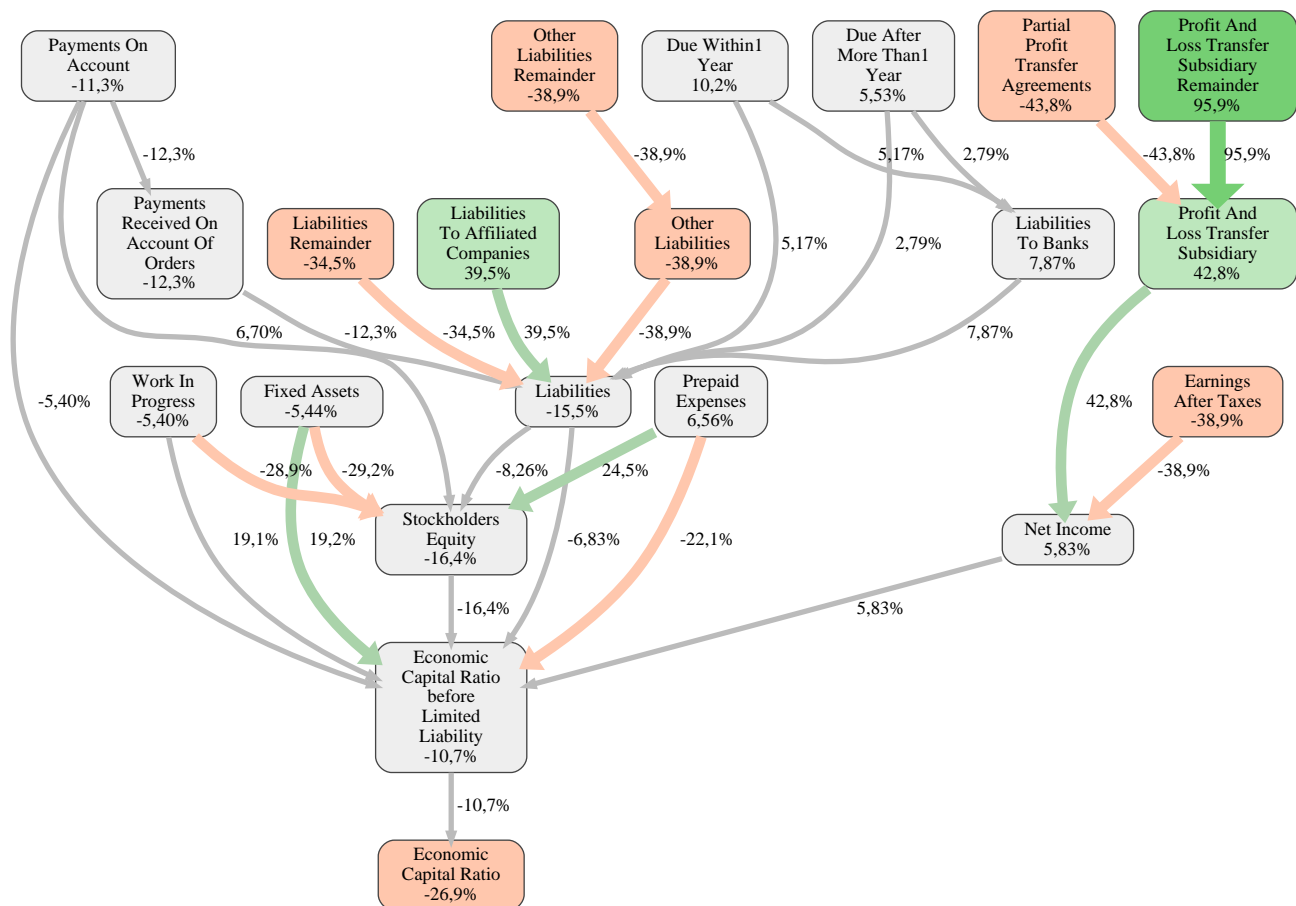 Payments On
Account
-11,3%
Other
Liabilities
Remainder
-38,9%
Due Within1
Year
10,2%
Due After
More Than1
Year
5,53%
Partial
Profit
Transfer
Agreements
-43,8%
Profit And
Loss Transfer
Subsidiary
Remainder
95,9%
-12,3%
-38,9%
5,17%
2,79%
-43,8%
95,9%
Payments
Received On
Account Of
Orders
-12,3%
Liabilities
Remainder
-34,5%
Liabilities
To Affiliated
Companies
39,5%
Other
Liabilities
-38,9%
5,17%
2,79%
Liabilities
To Banks
7,87%
Profit And
Loss Transfer
Subsidiary
42,8%
6,70%
-12,3%
-34,5%
39,5%
-38,9%
7,87%
-5,40%
Work In
Progress
-5,40%
Fixed Assets
-5,44%
Liabilities
-15,5%
Prepaid
Expenses
6,56%
42,8%
Earnings
After Taxes
-38,9%
-28,9%
-29,2%
-8,26%
24,5%
-38,9%
19,1%
19,2%
Stockholders
Equity
-16,4%
-6,83%
-22,1%
Net Income
5,83%
-16,4%
5,83%
Economic
Capital Ratio
before
Limited
Liability
-10,7%
-10,7%
Economic
Capital Ratio
-26,9%